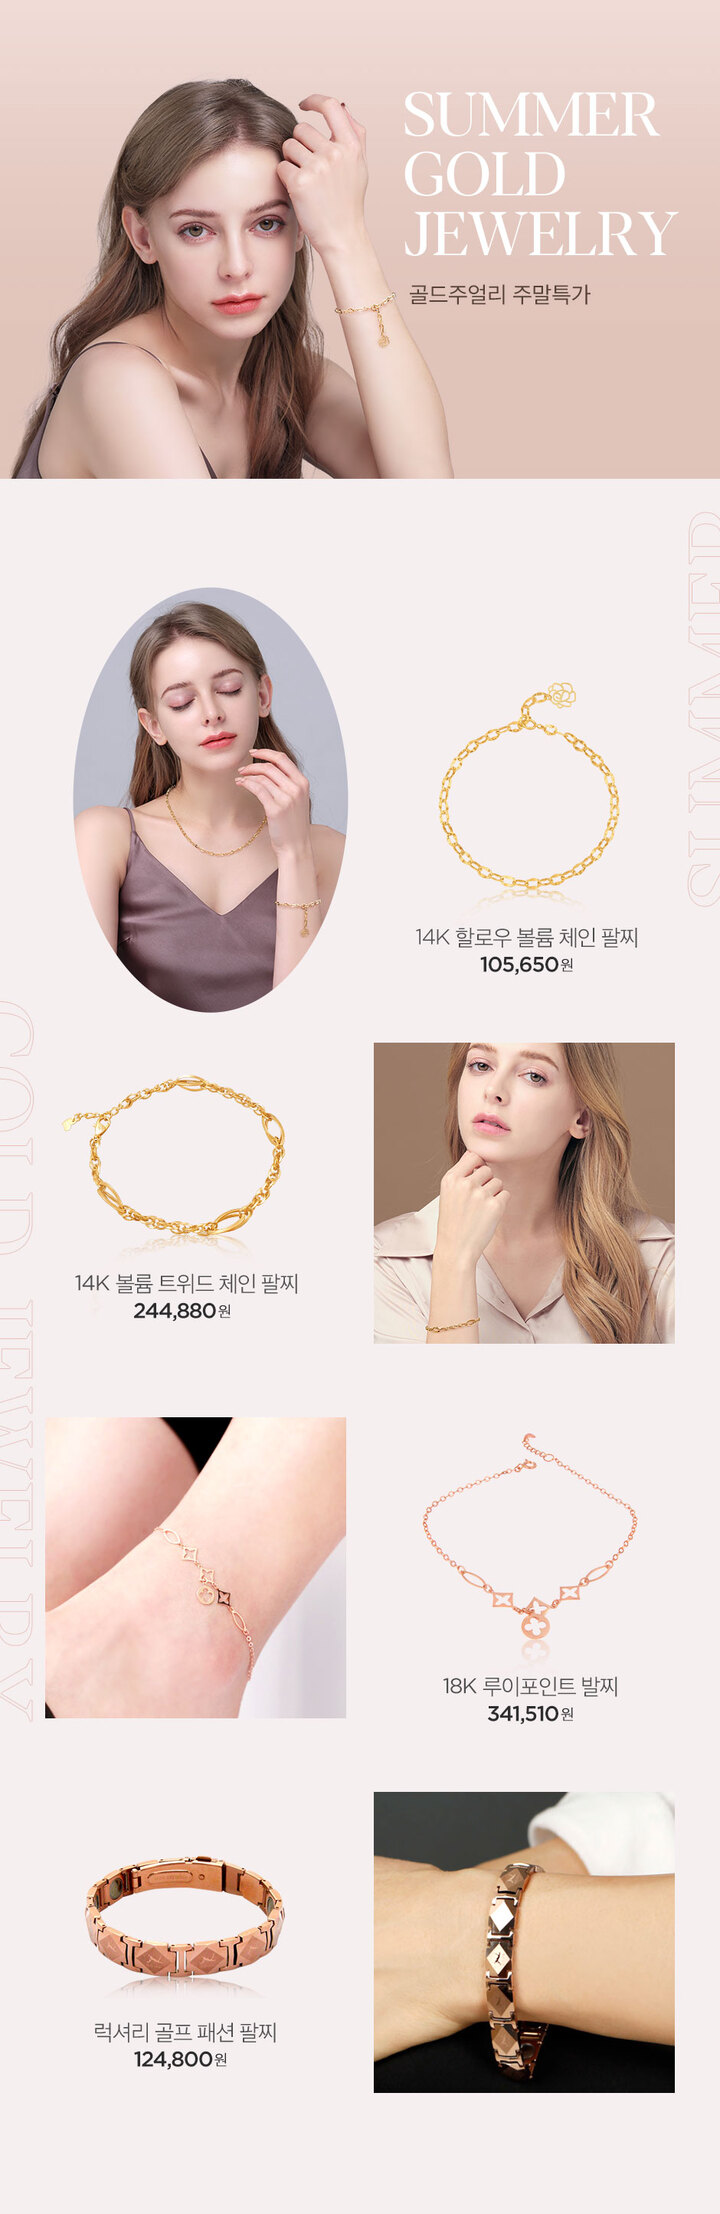 SUMMER
GOLD
JEWELRY
골드주얼리 주말특가
SUMMER
14K 할로우 볼륨 체인 팔찌
105,650원
GOLD JEWELRY
14K 볼륨 트위드 체인 팔찌
244,880원
18K 루이포인트 발찌
341,510원
럭셔리 골프 패션 팔찌
124,800원